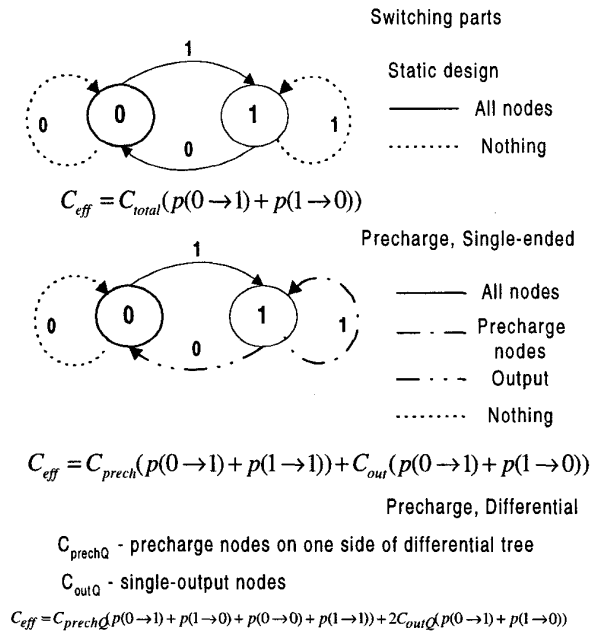 Switching parts
Static design
All nodes
Nothing
1
0
0
1
1
0
C_eff = C_total(p(0→1) + p(1→0))
Precharge, Single-ended
All nodes
Precharge nodes
Output
Nothing
1
0
0
1
1
0
C_eff = C_prech(p(0→1) + p(1→1)) + C_out(p(0→1) + p(1→0))
Precharge, Differential
C_prechQ - precharge nodes on one side of differential tree
C_outQ - single-output nodes
C_eff = C_prechQ(p(0→1) + p(1→0) + p(0→0) + p(1→1)) + 2C_outQ(p(0→1) + p(1→0))